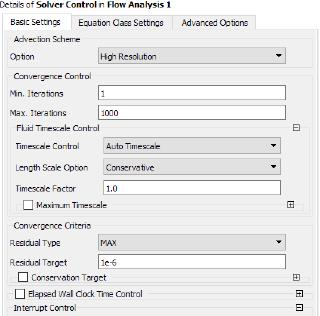 Details of Solver Control in Flow Analysis 1
Basic Settings Equation Class Settings Advanced Options
Advection Scheme
Option High Resolution
Convergence Control
Min. Iterations 1
Max. Iterations 1000
Fluid Timescale Control
Timescale Control Auto Timescale
Length Scale Option Conservative
Timescale Factor 1.0
Maximum Timescale
Convergence Criteria
Residual Type MAX
Residual Target 1e-6
Conservation Target
Elapsed Wall Clock Time Control
Interrupt Control